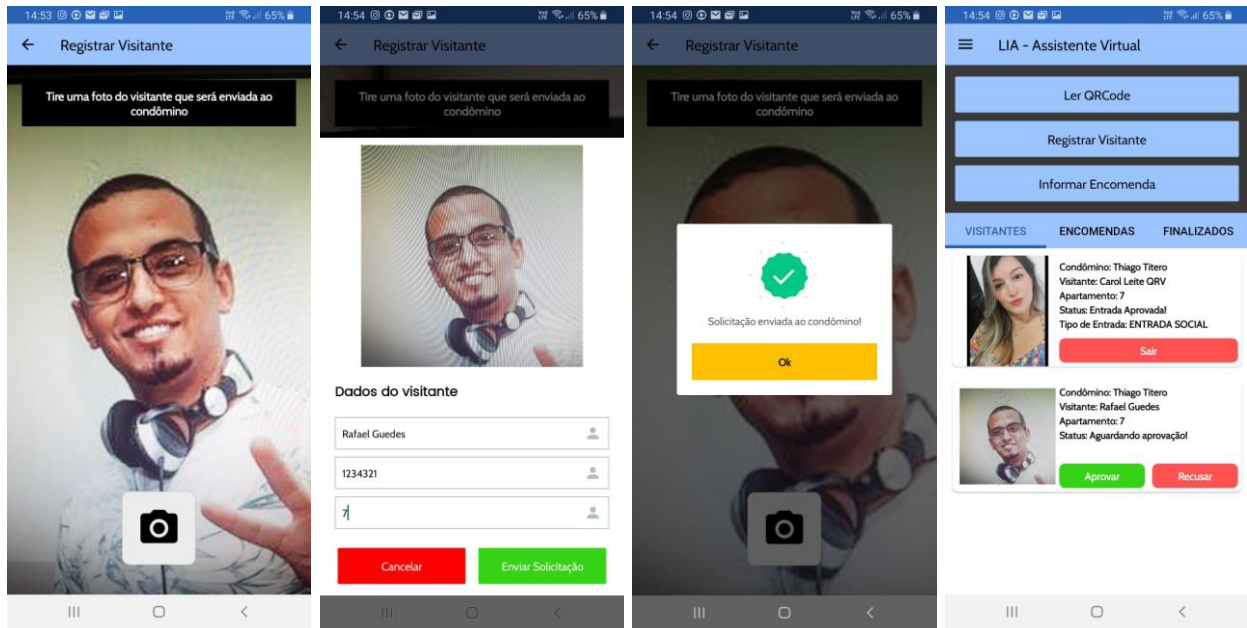 14:53
65%
Registrar Visitante
Tire uma foto do visitante que será enviada ao
condômino
14:54
65%
Registrar Visitante
Tire uma foto do visitante que será enviada ao
condômino
Dados do visitante
Rafael Guedes
1234321
7
Cancelar
Enviar Solicitação
14:54
65%
Registrar Visitante
Tire uma foto do visitante que será enviada ao
condômino
Solicitação enviada ao condômino!
Ok
14:54
65%
LIA - Assistente Virtual
Ler QRCode
Registrar Visitante
Informar Encomenda
VISITANTES
ENCOMENDAS
FINALIZADOS
Condômino: Thiago Titero
Visitante: Carol Leite QRV
Apartamento: 7
Status: Entrada Aprovada!
Tipo de Entrada: ENTRADA SOCIAL
Sair
Condômino: Thiago Titero
Visitante: Rafael Guedes
Apartamento: 7
Status: Aguardando aprovação!
Aprovar
Recusar